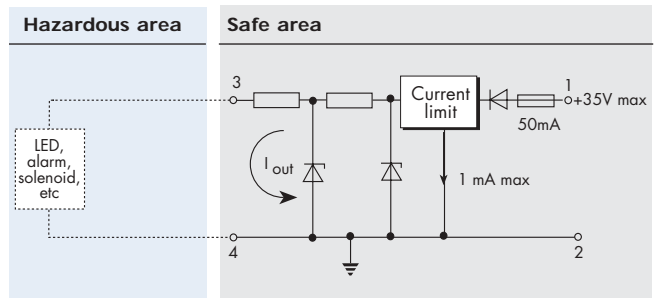 Hazardous area
Safe area
3
Current
limit
1
+35V max
50mA
LED,
alarm,
solenoid,
etc
I out
1 mA max
4
2